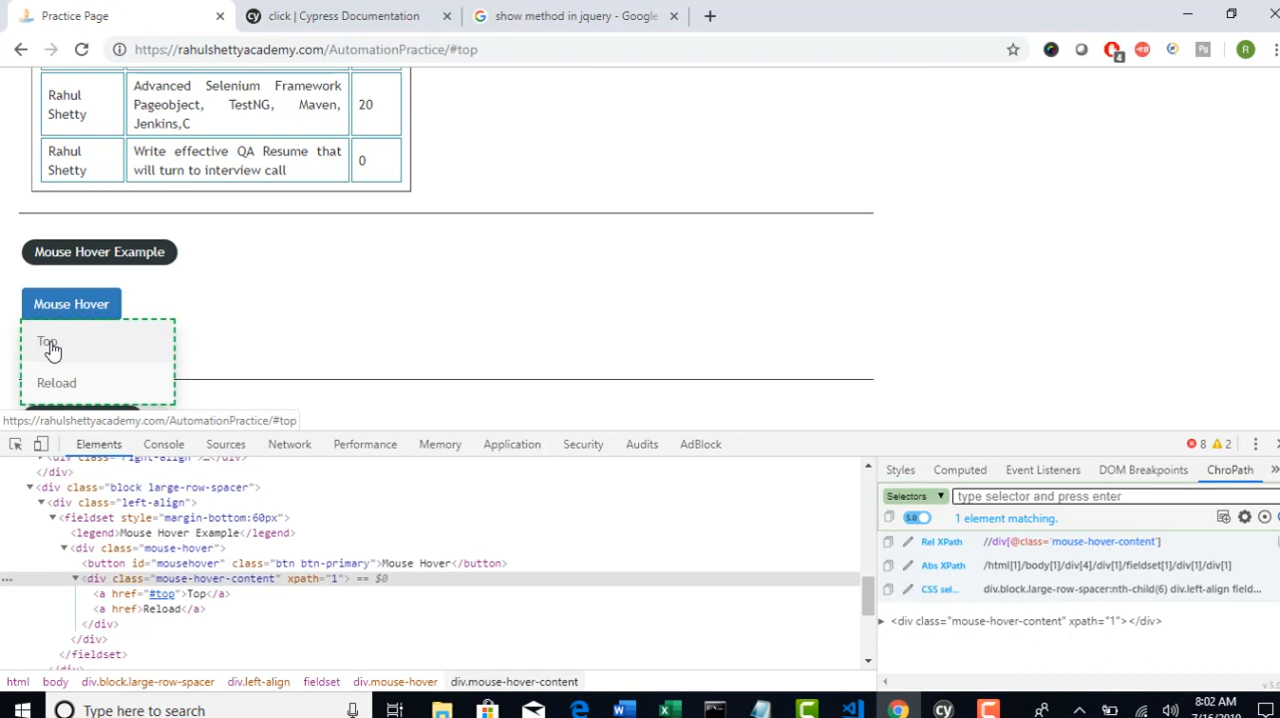 Practice Page
click | Cypress Documentation
show method in jquery - Google
https://rahulshettyacademy.com/AutomationPractice/#top
4
R
Rahul Shetty
Advanced Selenium Framework
Pageobject, TestNG, Maven,
Jenkins,C
20
Rahul Shetty
Write effective QA Resume that
will turn to interview call
0
Mouse Hover Example
Mouse Hover
Top
Reload
https://rahulshettyacademy.com/AutomationPractice/#top
Elements Console Sources Network Performance Memory Application Security Audits AdBlock 8 2
</div>
<div class="block large-row-spacer">
<div class="left-align">
<fieldset style="margin-bottom:60px">
<legend>Mouse Hover Example</legend>
<div class="mouse-hover">
<button id="mousehover" class="btn btn-primary">Mouse Hover</button>
... <div class="mouse-hover-content" xpath="1"> == $0
<a href="#top">Top</a>
<a href>Reload</a>
</div>
</div>
</fieldset>
html body div.block.large-row-spacer div.left-align fieldset div.mouse-hover div.mouse-hover-content
Styles Computed Event Listeners DOM Breakpoints ChroPath »
Selectors ▼ type selector and press enter
5.0 1 element matching.
Rel XPath //div[@class='mouse-hover-content']
Abs XPath /html[1]/body[1]/div[4]/div[1]/fieldset[1]/div[1]/div[1]
CSS sel... div.block.large-row-spacer:nth-child(6) div.left-align field...
<div class="mouse-hover-content" xpath="1"></div>
Type here to search
8:02 AM